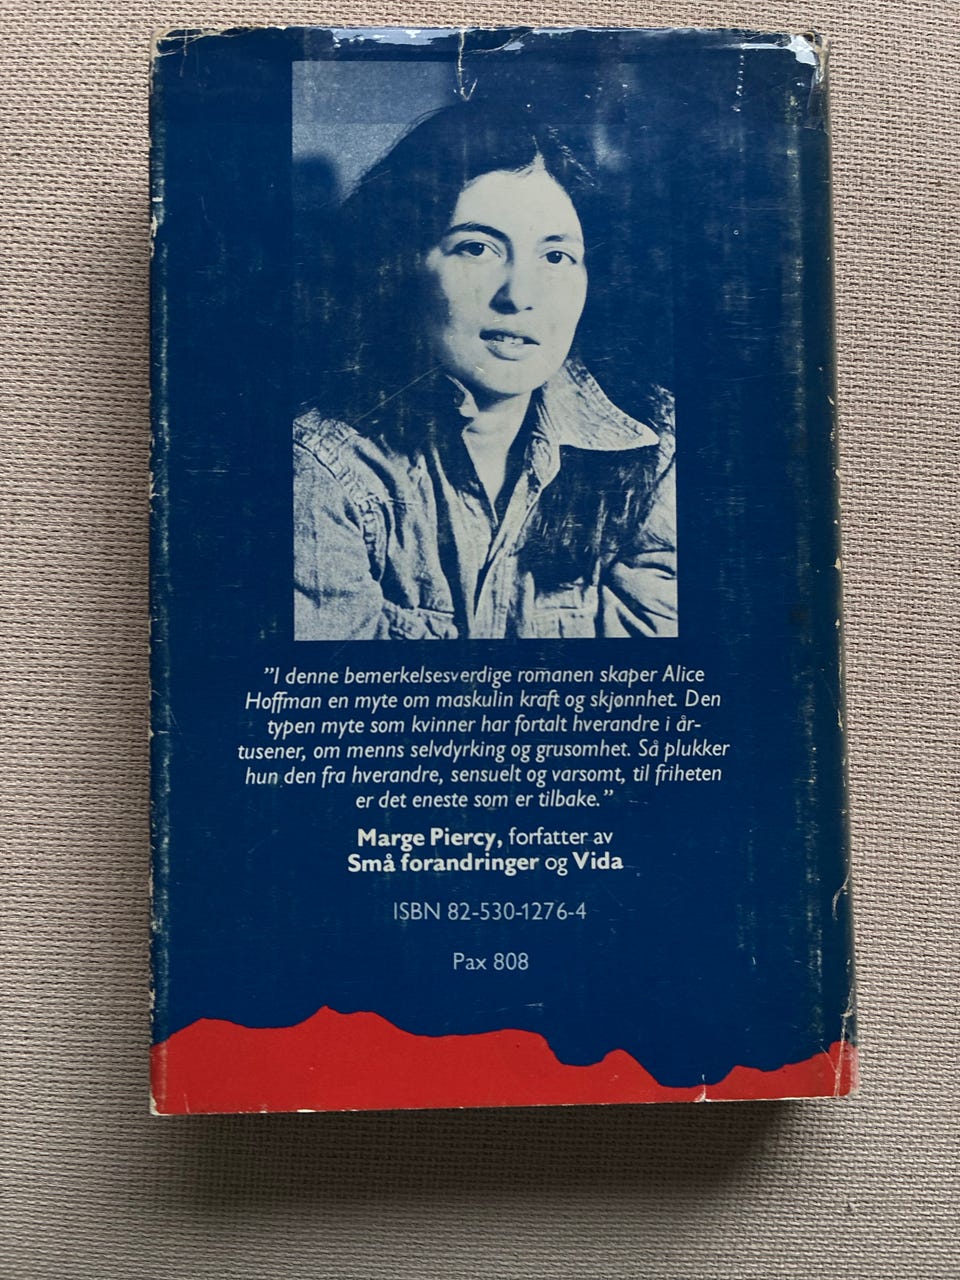 ”I denne bemerkelsesverdige romanen skaper Alice
Hoffman en myte om maskulin kraft og skjønnhet. Den
typen myte som kvinner har fortalt hverandre i år-
tusener, om menns selvdyrking og grusomhet. Så plukker
hun den fra hverandre, sensuelt og varsomt, til friheten
er det eneste som er tilbake.”
Marge Piercy, forfatter av
Små forandringer og Vida
ISBN 82-530-1276-4
Pax 808